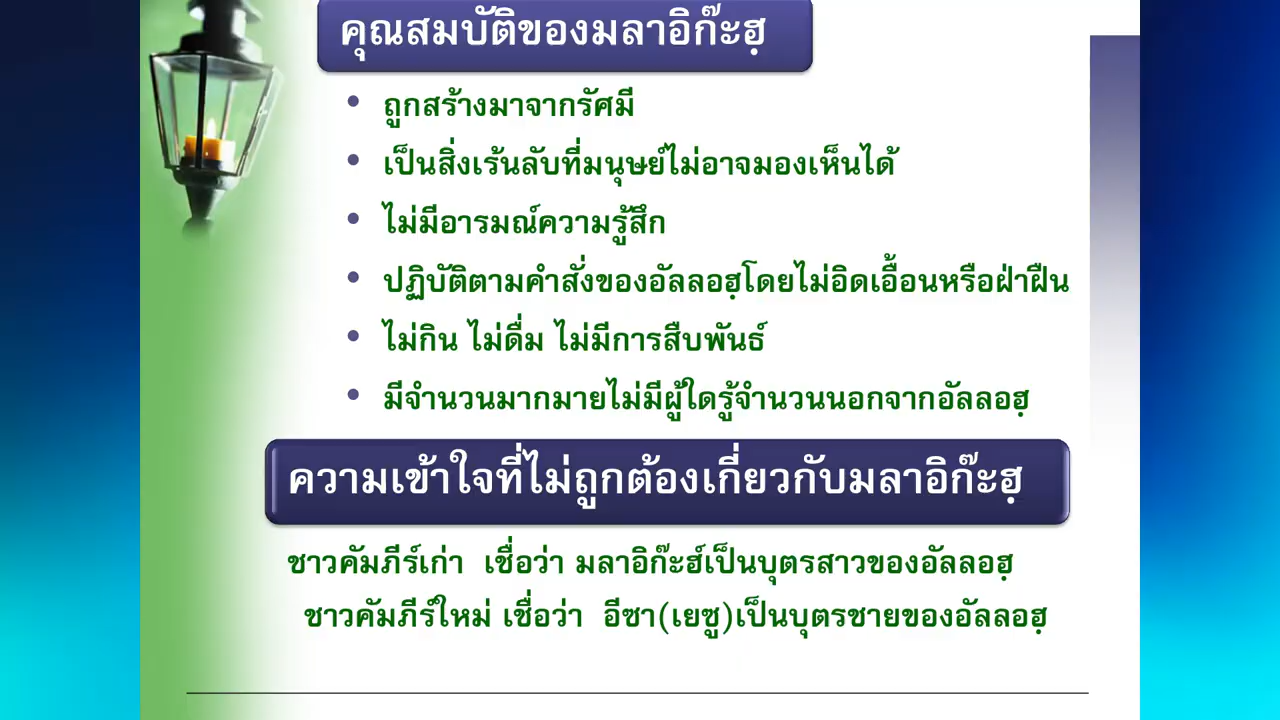 คุณสมบัติของมลาอิก๊ะฮฺ
• ถูกสร้างมาจากรัศมี
• เป็นสิ่งเร้นลับที่มนุษย์ไม่อาจมองเห็นได้
• ไม่มีอารมณ์ความรู้สึก
• ปฏิบัติตามคำสั่งของอัลลอฮฺโดยไม่อิดเอื้อนหรือฝ่าฝืน
• ไม่กิน ไม่ดื่ม ไม่มีการสืบพันธ์
• มีจำนวนมากมายไม่มีผู้ใดรู้จำนวนนอกจากอัลลอฮฺ
ความเข้าใจที่ไม่ถูกต้องเกี่ยวกับมลาอิก๊ะฮฺ
ชาวคัมภีร์เก่า เชื่อว่า มลาอิก๊ะฮ์เป็นบุตรสาวของอัลลอฮฺ
ชาวคัมภีร์ใหม่ เชื่อว่า อีซา(เยซู)เป็นบุตรชายของอัลลอฮฺ